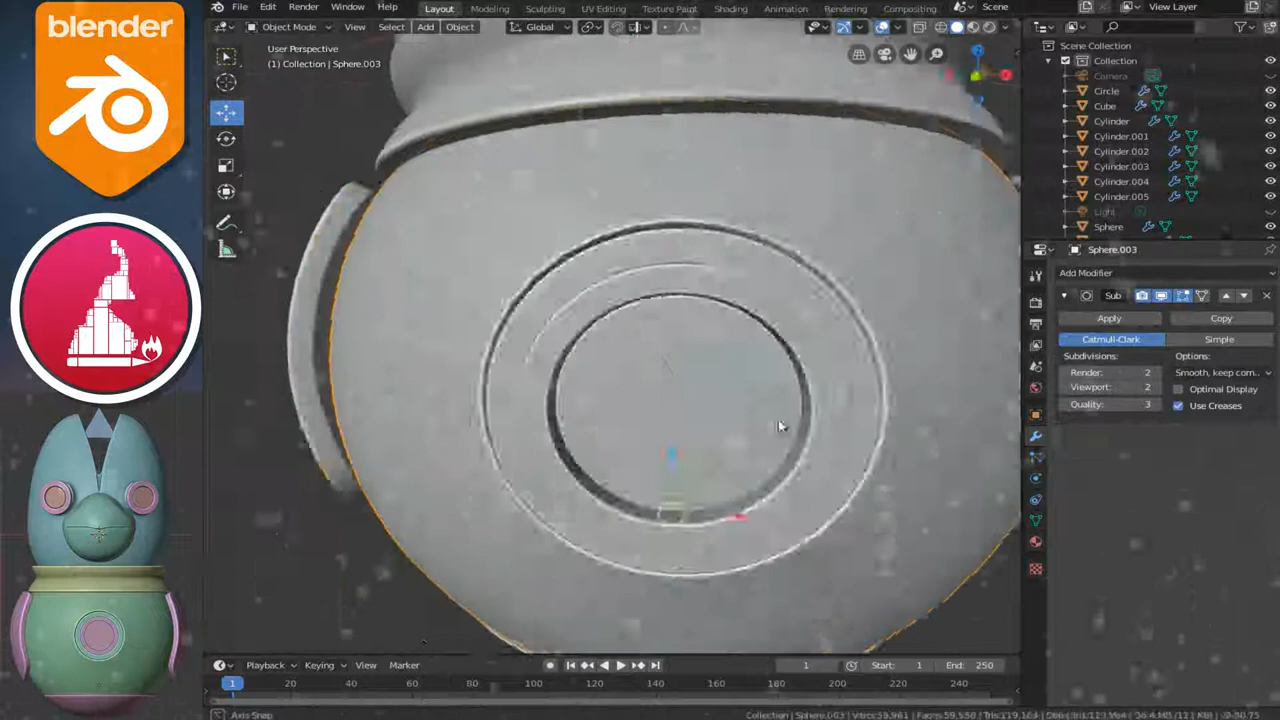 blender
File Edit Render Window Help
Layout Modeling Sculpting UV Editing Texture Paint Shading Animation Rendering Compositing
Scene
View Layer
Object Mode View Select Add Object
Global
User Perspective
(1) Collection | Sphere.003
Scene Collection
Collection
Camera
Circle
Cube
Cylinder
Cylinder.001
Cylinder.002
Cylinder.003
Cylinder.004
Cylinder.005
Light
Sphere
Sphere.003
Add Modifier
Sub
Apply Copy
Catmull-Clark Simple
Subdivisions: Options:
Render: 2 Smooth, keep corn..
Viewport: 2 Optimal Display
Quality: 3 Use Creases
Playback Keying View Marker
1 Start: 1 End: 250
1 20 40 60 80 100 120 140 160 180 200 220 240
Axis Snap
Collection | Sphere.003